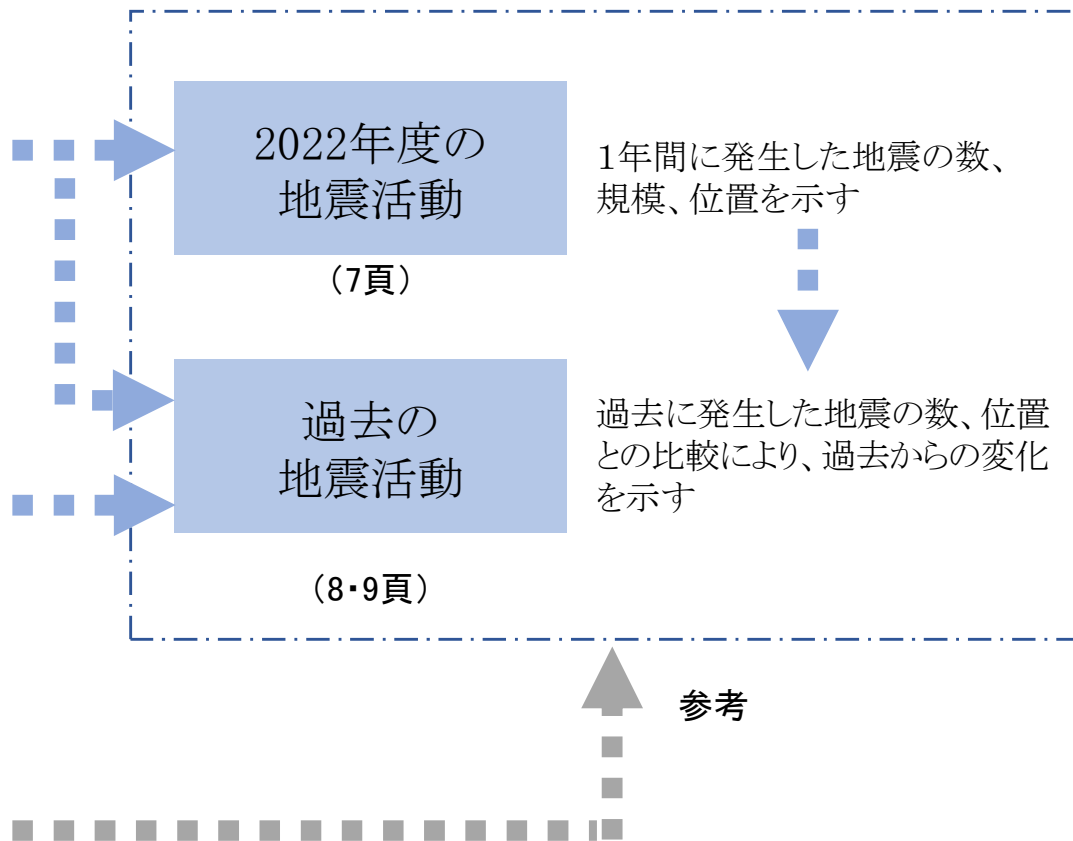 2022年度の
地震活動
（7頁）
１年間に発生した地震の数、
規模、位置を示す
過去の
地震活動
（8・9頁）
過去に発生した地震の数、位置
との比較により、過去からの変化
を示す
参考